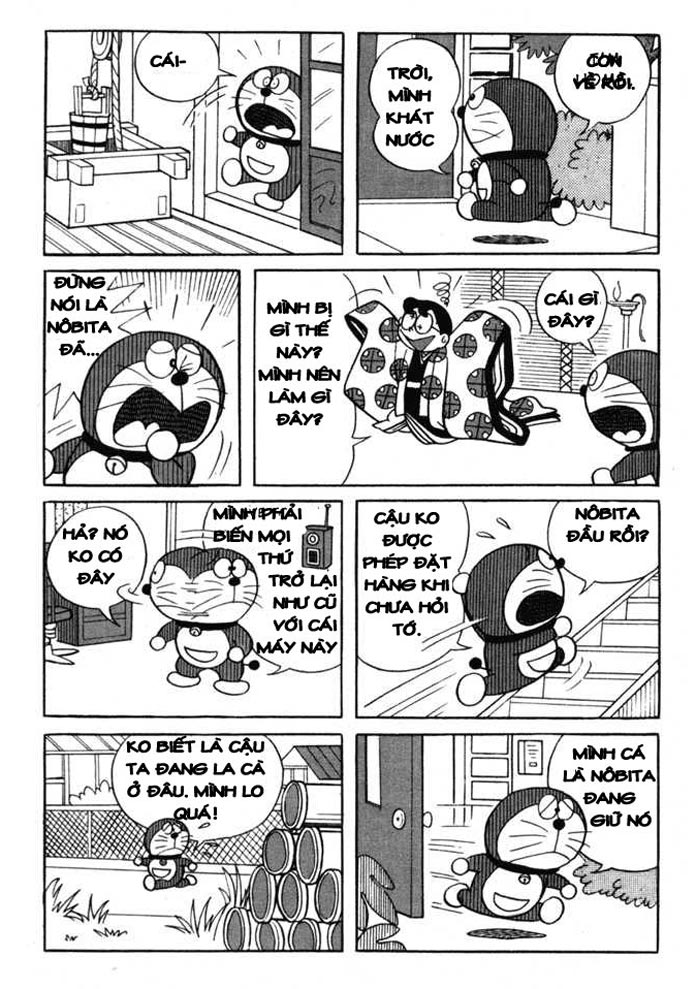 CON
VỀ RỒI.
TRỜI,
MÌNH
KHÁT
NƯỚC
CÁI-
CÁI GÌ
ĐÂY?
MÌNH BỊ
GÌ THẾ
NÀY?
MÌNH NÊN
LÀM GÌ
ĐÂY?
ĐỪNG
NÓI LÀ
NÔBITA
ĐÃ...
NÔBITA
ĐẦU RỒI?
CẬU KO
ĐƯỢC
PHÉP ĐẶT
HÀNG KHI
CHƯA HỎI
TỚ.
MÌNH PHẢI
BIẾN MỌI
THỨ
TRỞ LẠI
NHƯ CŨ
VỚI CÁI
MÁY NÀY
HẢ? NÓ
KO CÓ
ĐÂY
MÌNH CÁ
LÀ NÔBITA
ĐANG
GIỮ NÓ
KO BIẾT LÀ CẬU
TA ĐANG LA CÀ
Ở ĐÂU. MÌNH LO
QUÁ!